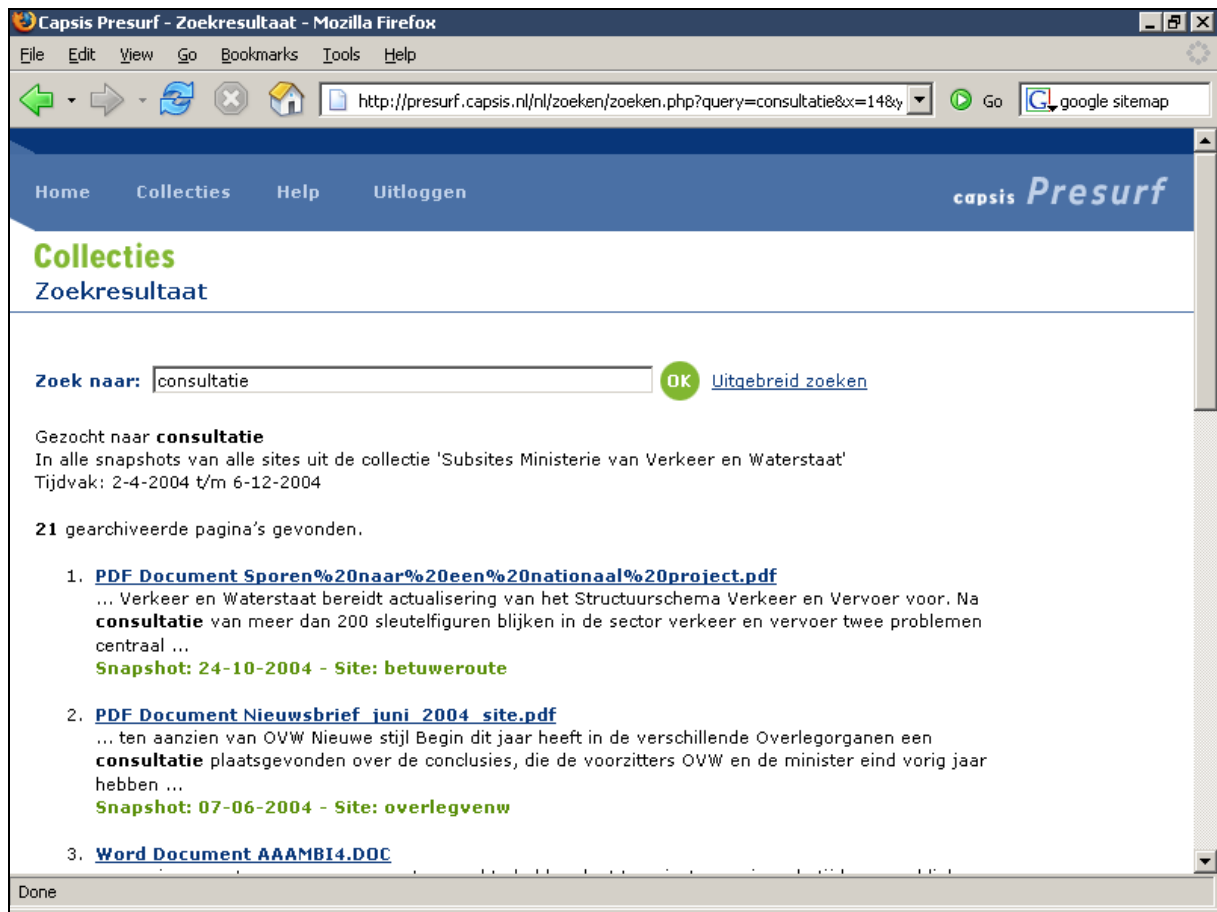 Capsis Presurf - Zoekresultaat - Mozilla Firefox
File Edit View Go Bookmarks Tools Help
http://presurf.capsis.nl/nl/zoeken/zoeken.php?query=consultatie&x=14&y Go G google sitemap
Home Collecties Help Uitloggen capsis Presurf
Collecties
Zoekresultaat
Zoek naar: consultatie OK Uitgebreid zoeken
Gezocht naar consultatie
In alle snapshots van alle sites uit de collectie 'Subsites Ministerie van Verkeer en Waterstaat'
Tijdvak: 2-4-2004 t/m 6-12-2004
21 gearchiveerde pagina's gevonden.
1. PDF Document Sporen%20naar%20een%20nationaal%20project.pdf
... Verkeer en Waterstaat bereidt actualisering van het Structuurschema Verkeer en Vervoer voor. Na
consultatie van meer dan 200 sleutelfiguren blijken in de sector verkeer en vervoer twee problemen
centraal ...
Snapshot: 24-10-2004 - Site: betuweroute
2. PDF Document Nieuwsbrief_juni_2004_site.pdf
... ten aanzien van OVW Nieuwe stijl Begin dit jaar heeft in de verschillende Overlegorganen een
consultatie plaatsgevonden over de conclusies, die de voorzitters OVW en de minister eind vorig jaar
hebben ...
Snapshot: 07-06-2004 - Site: overlegvenw
3. Word Document AAAMBI4.DOC
Done